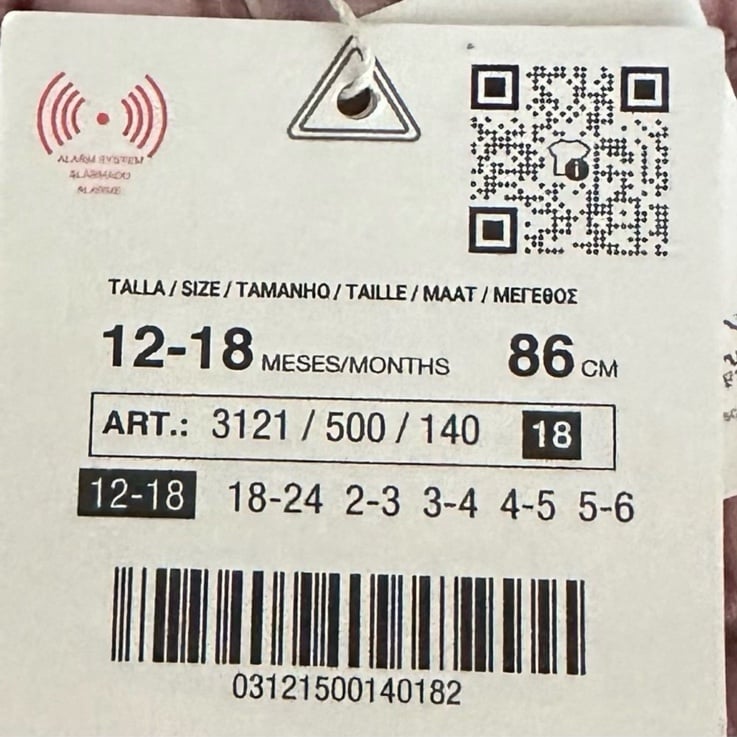 ALARM SYSTEM
ALARMADO
TALLA / SIZE / TAMANHO / TAILLE / MAAT / ΜΕΓΕΘΟΣ
12-18 MESES/MONTHS 86 CM
ART.: 3121 / 500 / 140 18
12-18 18-24 2-3 3-4 4-5 5-6
03121500140182